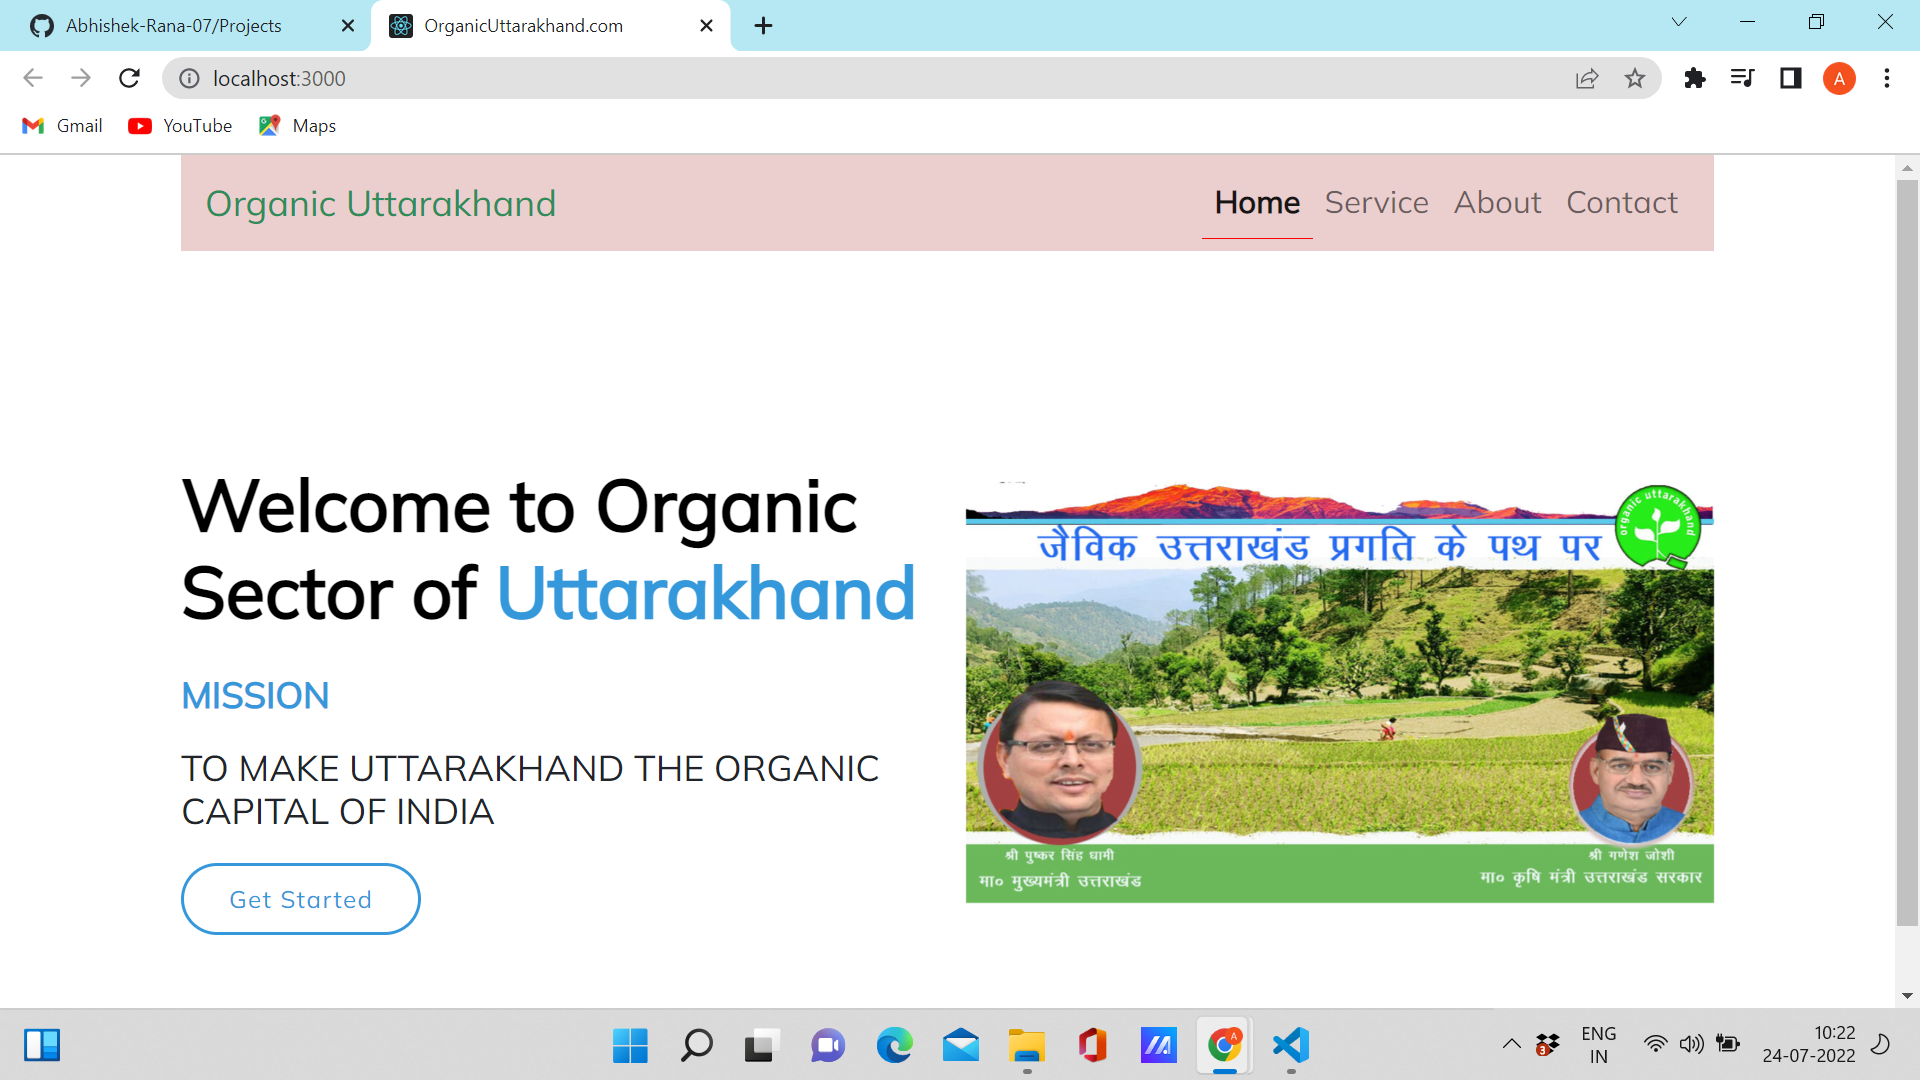 Abhishek-Rana-07/Projects
OrganicUttarakhand.com
localhost:3000
A
Gmail
YouTube
Maps
Organic Uttarakhand
Home
Service
About
Contact
Welcome to Organic
Sector of Uttarakhand
MISSION
TO MAKE UTTARAKHAND THE ORGANIC
CAPITAL OF INDIA
Get Started
organic uttarakhand
जैविक उत्तराखंड प्रगति के पथ पर
श्री पुष्कर सिंह धामी
मा० मुख्यमंत्री उत्तराखंड
श्री गणेश जोशी
मा० कृषि मंत्री उत्तराखंड सरकार
A
3
ENG
IN
10:22
24-07-2022